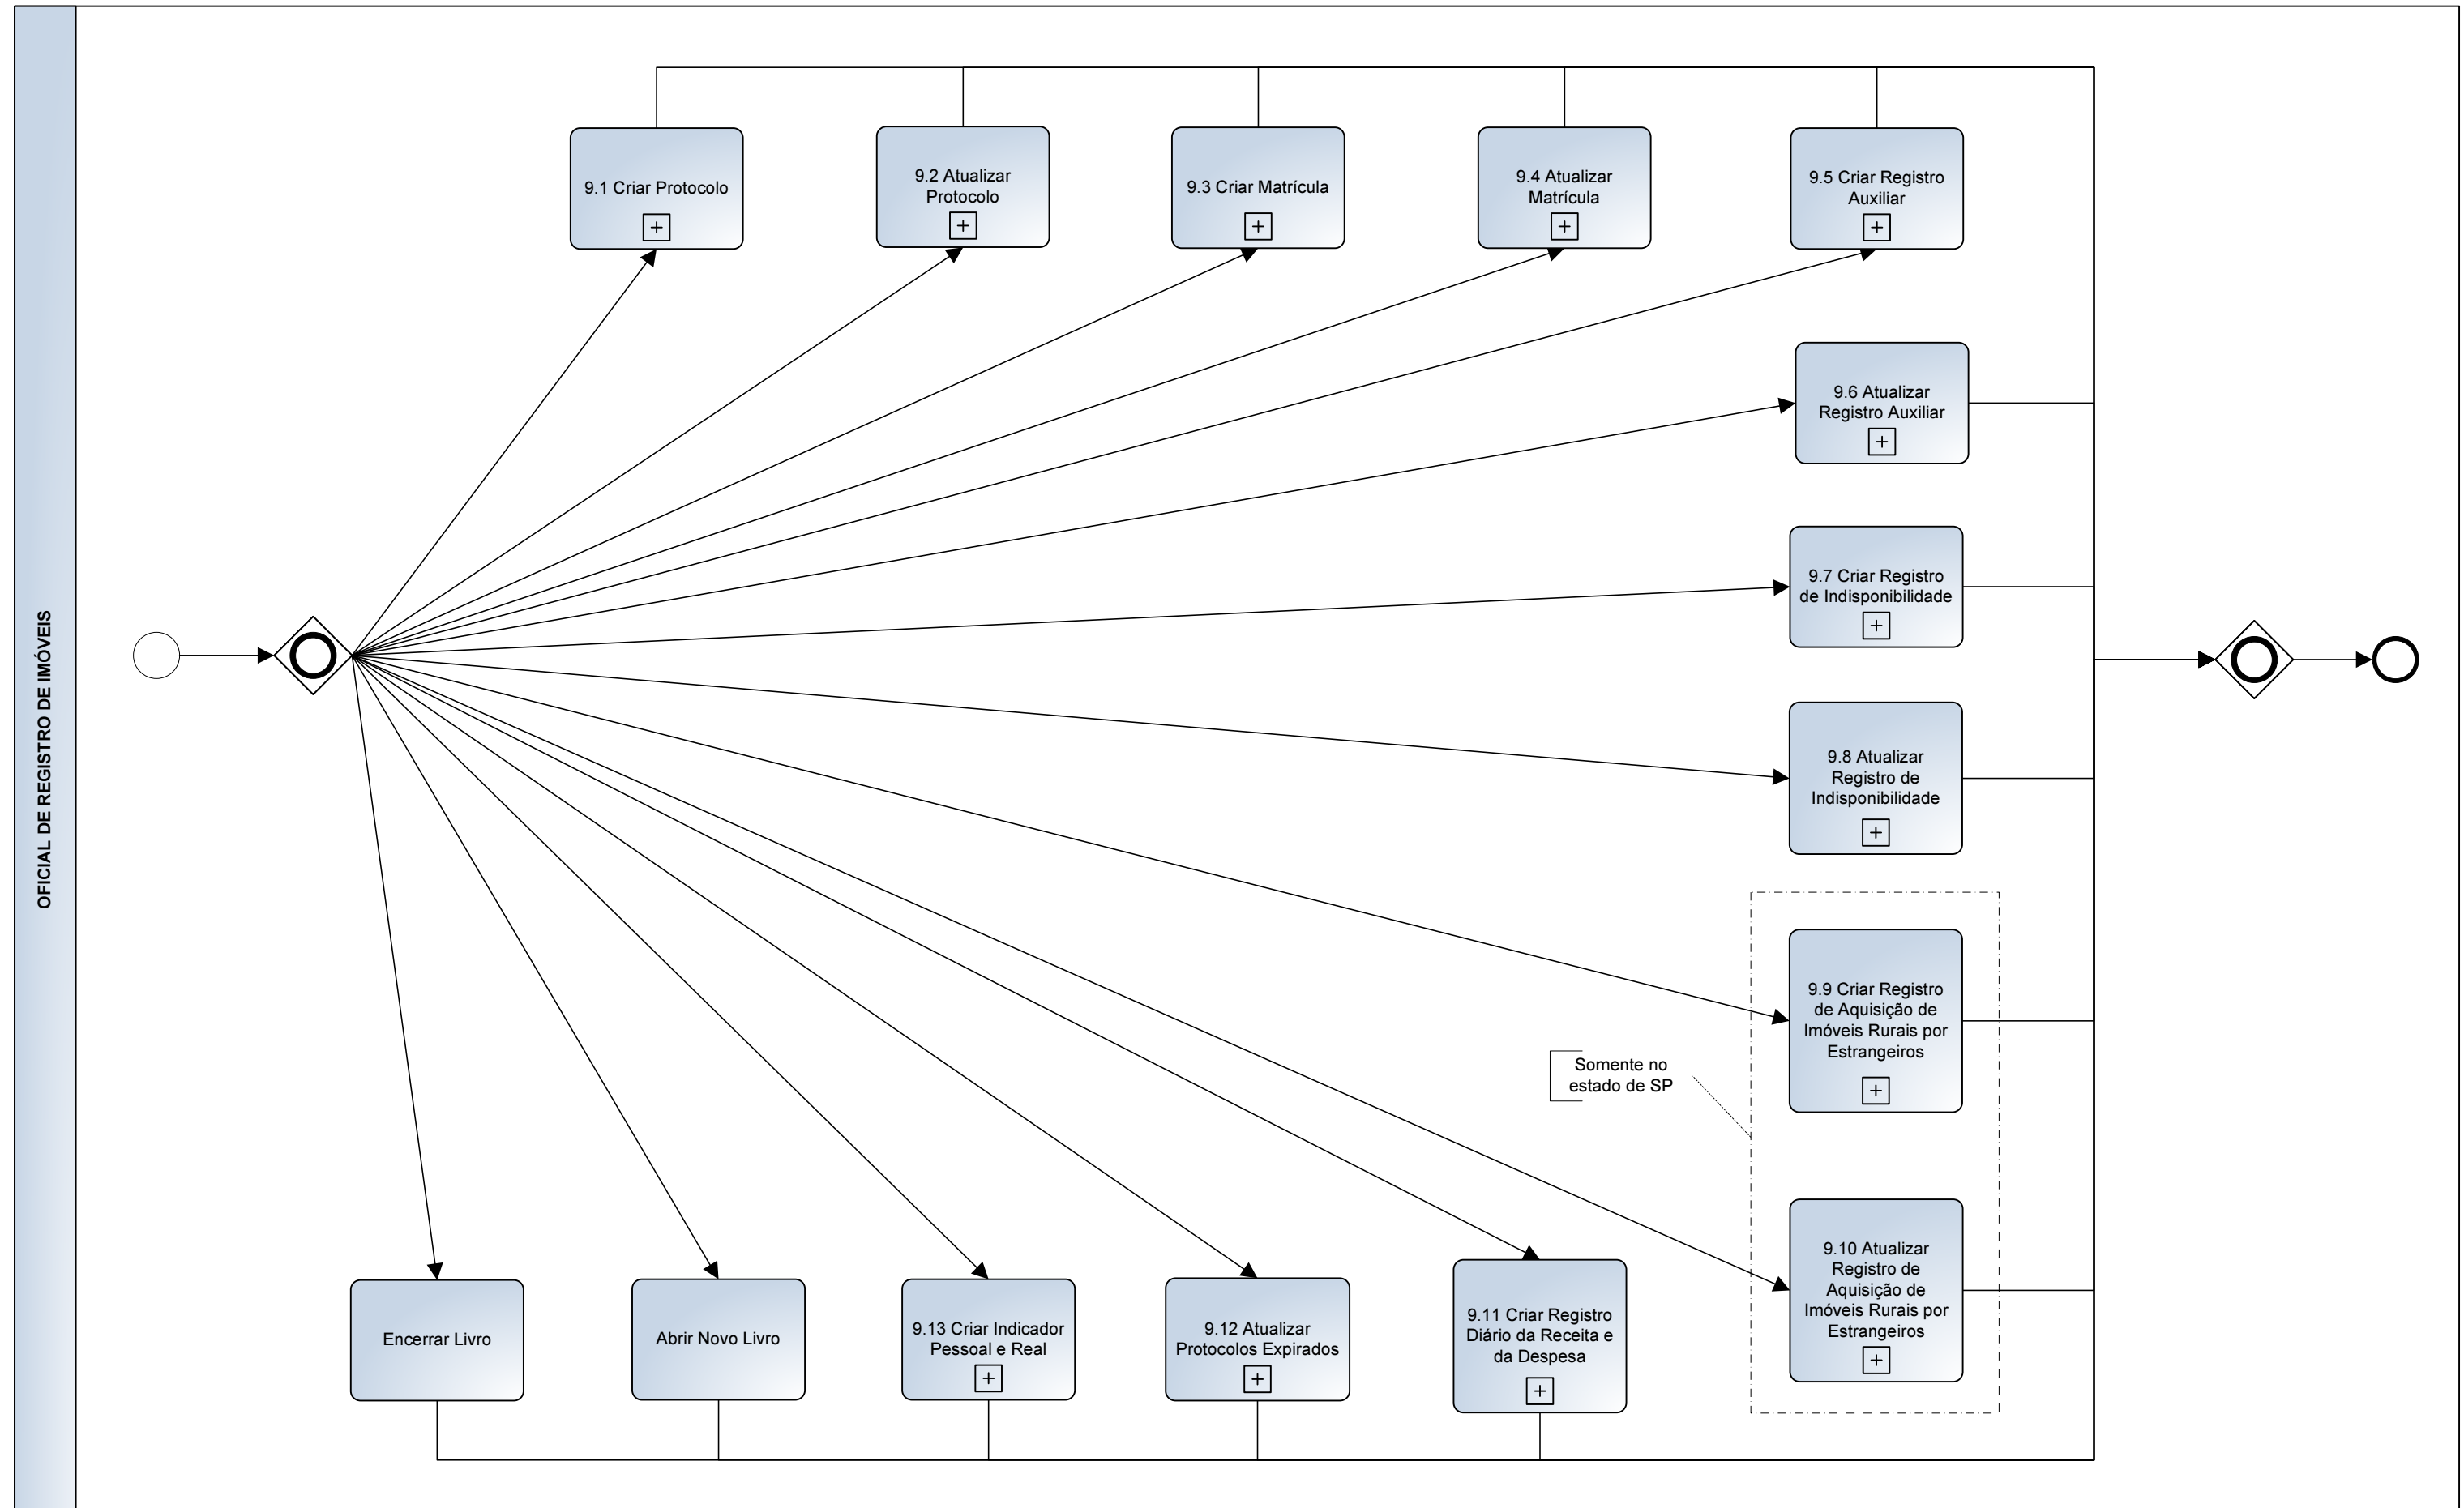 OFICIAL DE REGISTRO DE IMÓVEIS
9.1 Criar Protocolo
9.2 Atualizar
Protocolo
9.3 Criar Matrícula
9.4 Atualizar
Matrícula
9.5 Criar Registro
Auxiliar
9.6 Atualizar
Registro Auxiliar
9.7 Criar Registro
de Indisponibilidade
9.8 Atualizar
Registro de
Indisponibilidade
9.9 Criar Registro
de Aquisição de
Imóveis Rurais por
Estrangeiros
Somente no
estado de SP
9.10 Atualizar
Registro de
Aquisição de
Imóveis Rurais por
Estrangeiros
Encerrar Livro
Abrir Novo Livro
9.13 Criar Indicador
Pessoal e Real
9.12 Atualizar
Protocolos Expirados
9.11 Criar Registro
Diário da Receita e
da Despesa